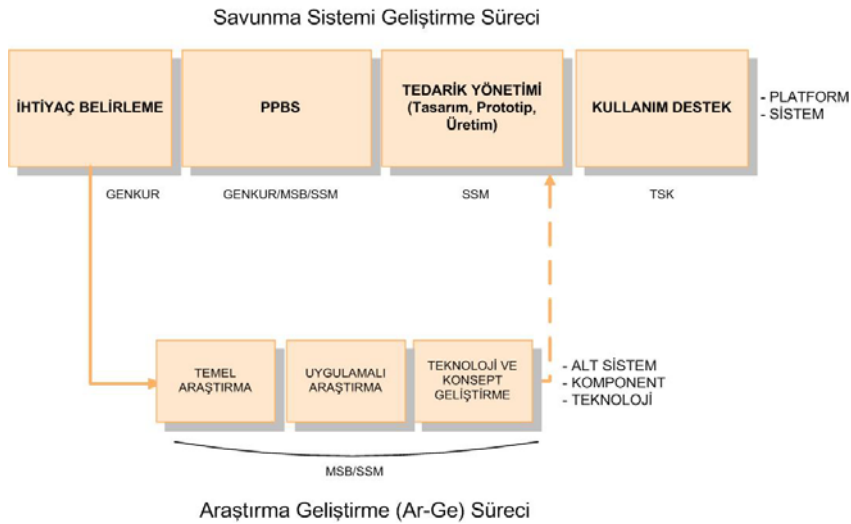 Savunma Sistemi Geliştirme Süreci
İHTİYAÇ BELİRLEME
PPBS
TEDARİK YÖNETİMİ
(Tasarım, Prototip,
Üretim)
KULLANIM DESTEK
- PLATFORM
- SİSTEM
GENKUR
GENKUR/MSB/SSM
SSM
TSK
TEMEL
ARAŞTIRMA
UYGULAMALI
ARAŞTIRMA
TEKNOLOJİ VE
KONSEPT
GELİŞTİRME
- ALT SİSTEM
- KOMPONENT
- TEKNOLOJİ
MSB/SSM
Araştırma Geliştirme (Ar-Ge) Süreci